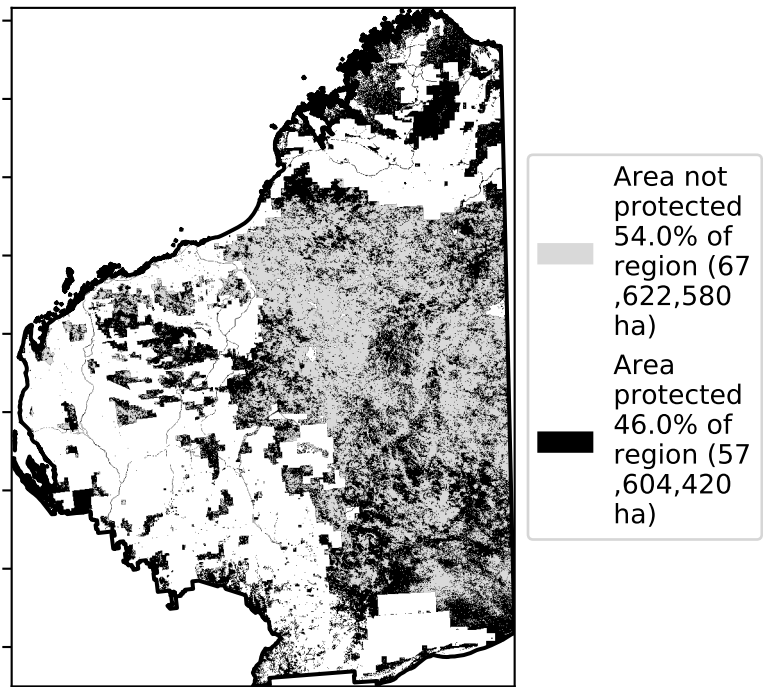 Area not
protected
54.0% of
region (67
,622,580
ha)
Area
protected
46.0% of
region (57
,604,420
ha)